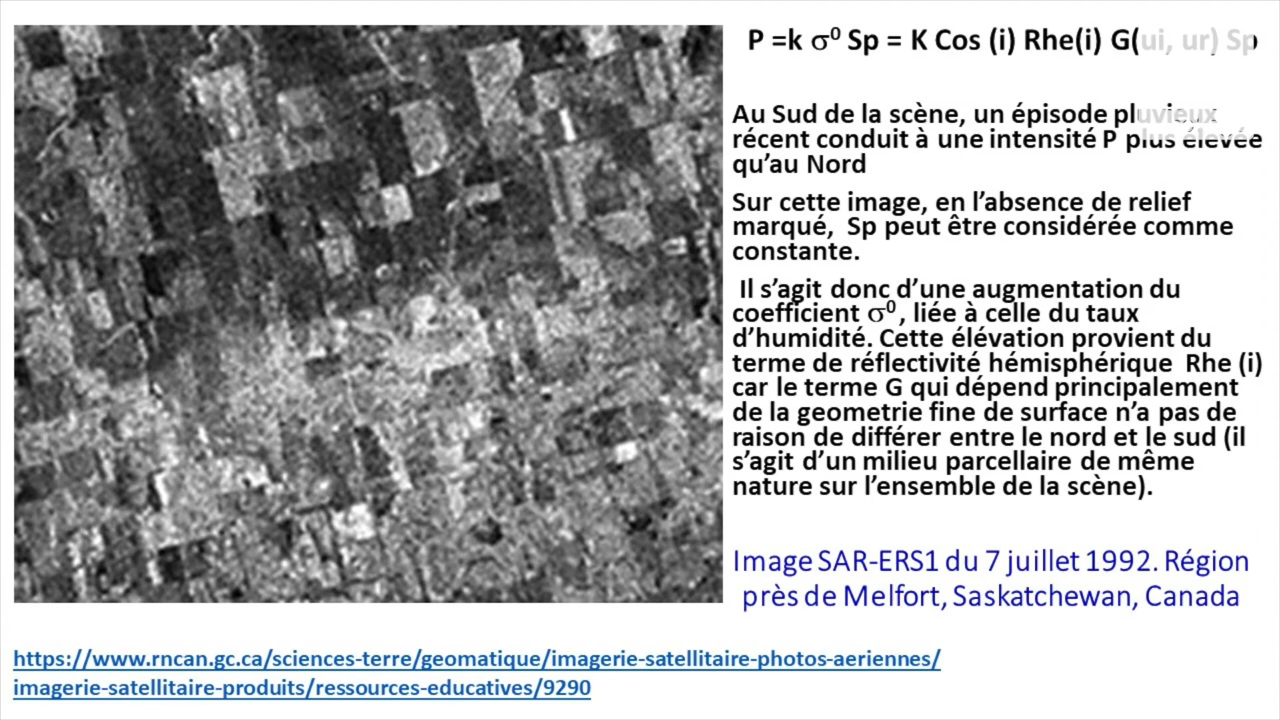 P =k σ⁰ Sp = K Cos (i) Rhe(i) G(ui, ur) Sp
Au Sud de la scène, un épisode pluvieux
récent conduit à une intensité P plus élevée
qu'au Nord
Sur cette image, en l'absence de relief
marqué, Sp peut être considérée comme
constante.
Il s'agit donc d'une augmentation du
coefficient σ⁰, liée à celle du taux
d'humidité. Cette élévation provient du
terme de réflectivité hémisphérique Rhe (i)
car le terme G qui dépend principalement
de la geometrie fine de surface n'a pas de
raison de différer entre le nord et le sud (il
s'agit d'un milieu parcellaire de même
nature sur l'ensemble de la scène).
Image SAR-ERS1 du 7 juillet 1992. Région
près de Melfort, Saskatchewan, Canada
https://www.rncan.gc.ca/sciences-terre/geomatique/imagerie-satellitaire-photos-aeriennes/
imagerie-satellitaire-produits/ressources-educatives/9290